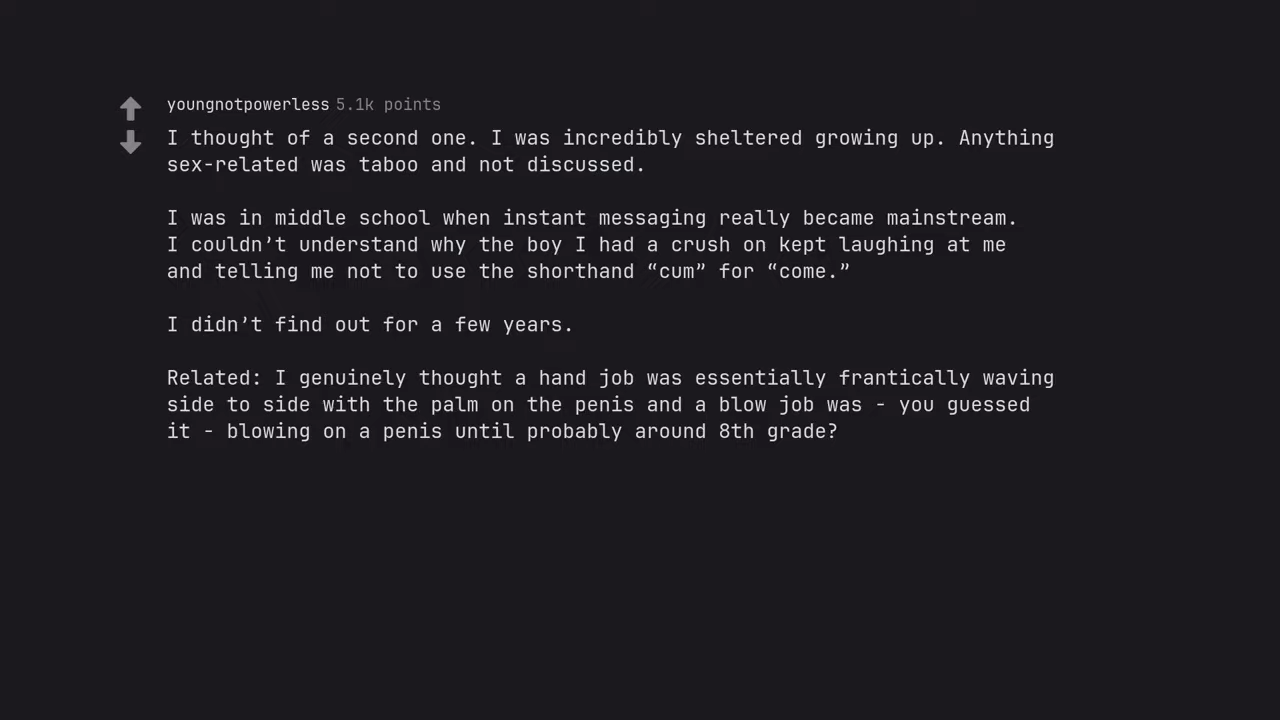 youngnotpowerless 5.1k points
I thought of a second one. I was incredibly sheltered growing up. Anything
sex-related was taboo and not discussed.
I was in middle school when instant messaging really became mainstream.
I couldn’t understand why the boy I had a crush on kept laughing at me
and telling me not to use the shorthand “cum” for “come.”
I didn’t find out for a few years.
Related: I genuinely thought a hand job was essentially frantically waving
side to side with the palm on the penis and a blow job was - you guessed
it - blowing on a penis until probably around 8th grade?